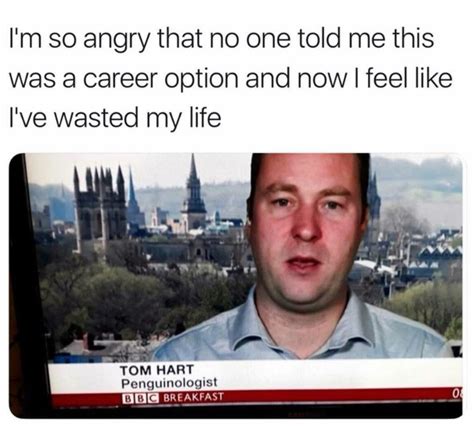 I'm so angry that no one told me this
was a career option and now I feel like
I've wasted my life
TOM HART
Penguinologist
BBC BREAKFAST